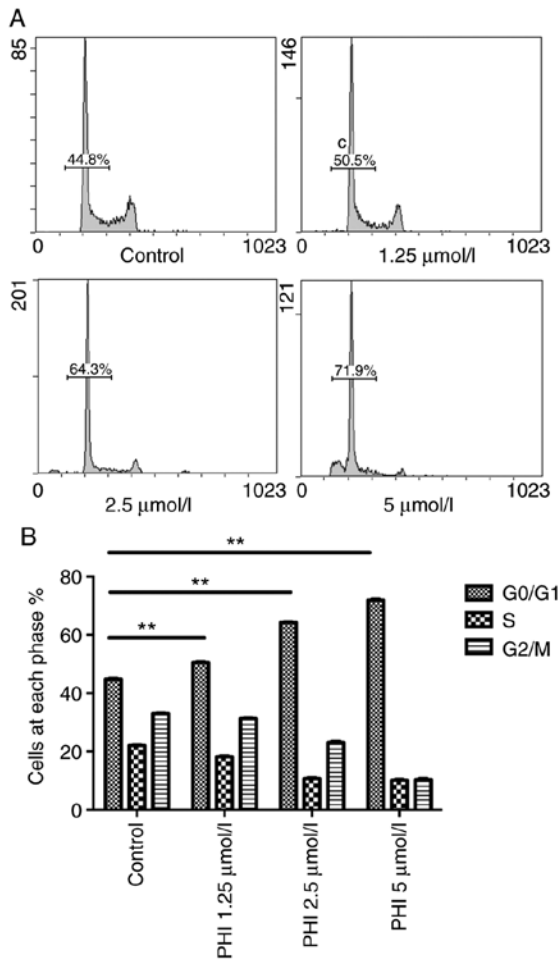 A
85
44.8%
0
1023
Control
146
C
50.5%
0
1023
1.25 μmol/l
201
64.3%
0
1023
2.5 μmol/l
121
71.9%
0
1023
5 μmol/l
B
**
**
**
80
60
40
20
0
Cells at each phase %
G0/G1
S
G2/M
Control
PHI 1.25 μmol/l
PHI 2.5 μmol/l
PHI 5 μmol/l